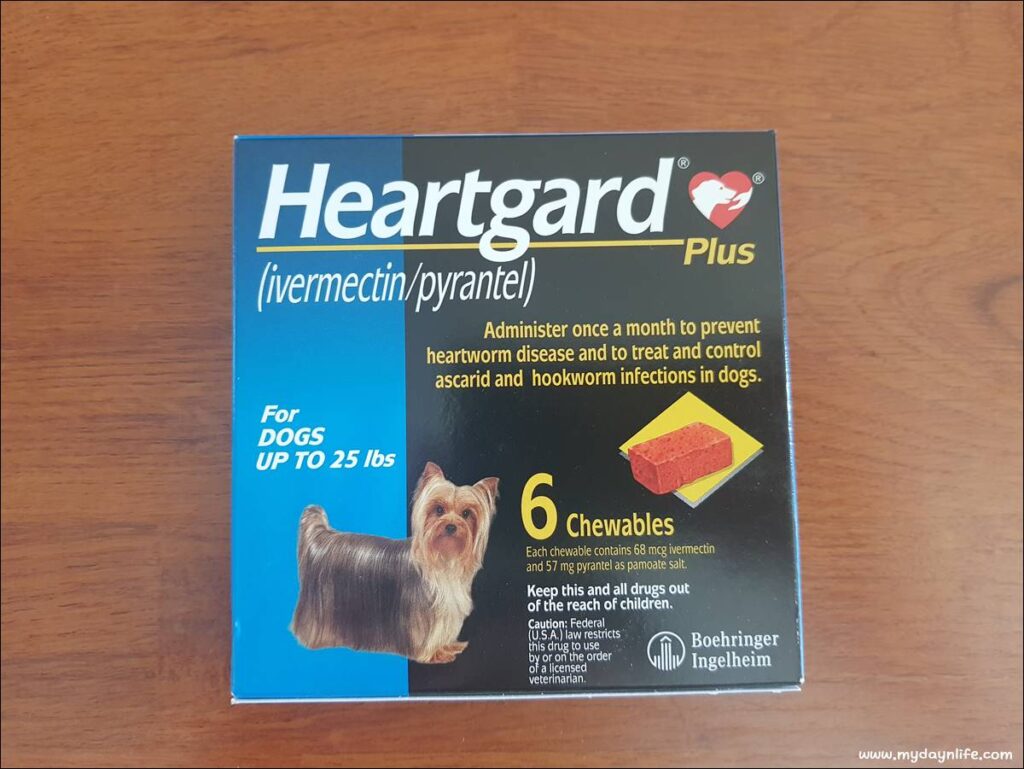 Heartgard®
®
Plus
(ivermectin/pyrantel)
Administer once a month to prevent
heartworm disease and to treat and control
ascarid and hookworm infections in dogs.
For
DOGS
UP TO 25 lbs
6 Chewables
Each chewable contains 68 mcg ivermectin
and 57 mg pyrantel as pamoate salt.
Keep this and all drugs out
of the reach of children.
Caution: Federal
(U.S.A.) law restricts
this drug to use
by or on the order
of a licensed
veterinarian.
Boehringer
Ingelheim
www.mydaynlife.com